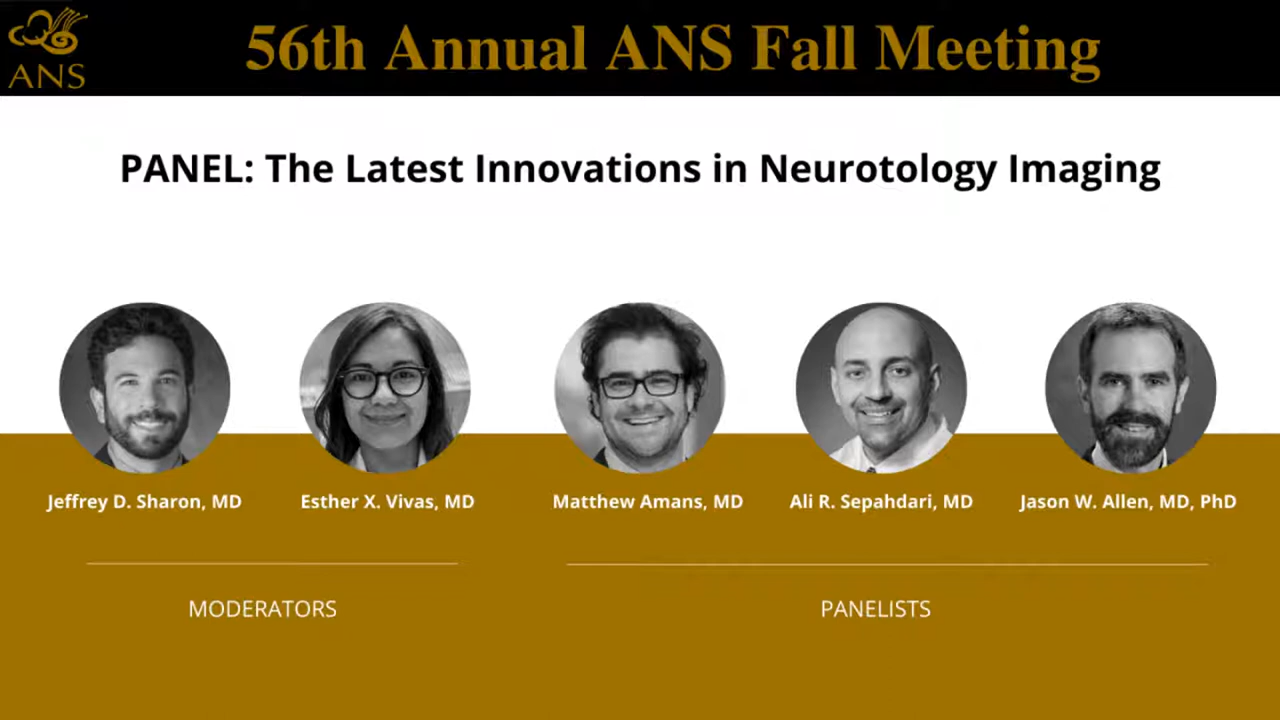 ANS
56th Annual ANS Fall Meeting
PANEL: The Latest Innovations in Neurotology Imaging
Jeffrey D. Sharon, MD
Esther X. Vivas, MD
Matthew Amans, MD
Ali R. Sepahdari, MD
Jason W. Allen, MD, PhD
MODERATORS
PANELISTS